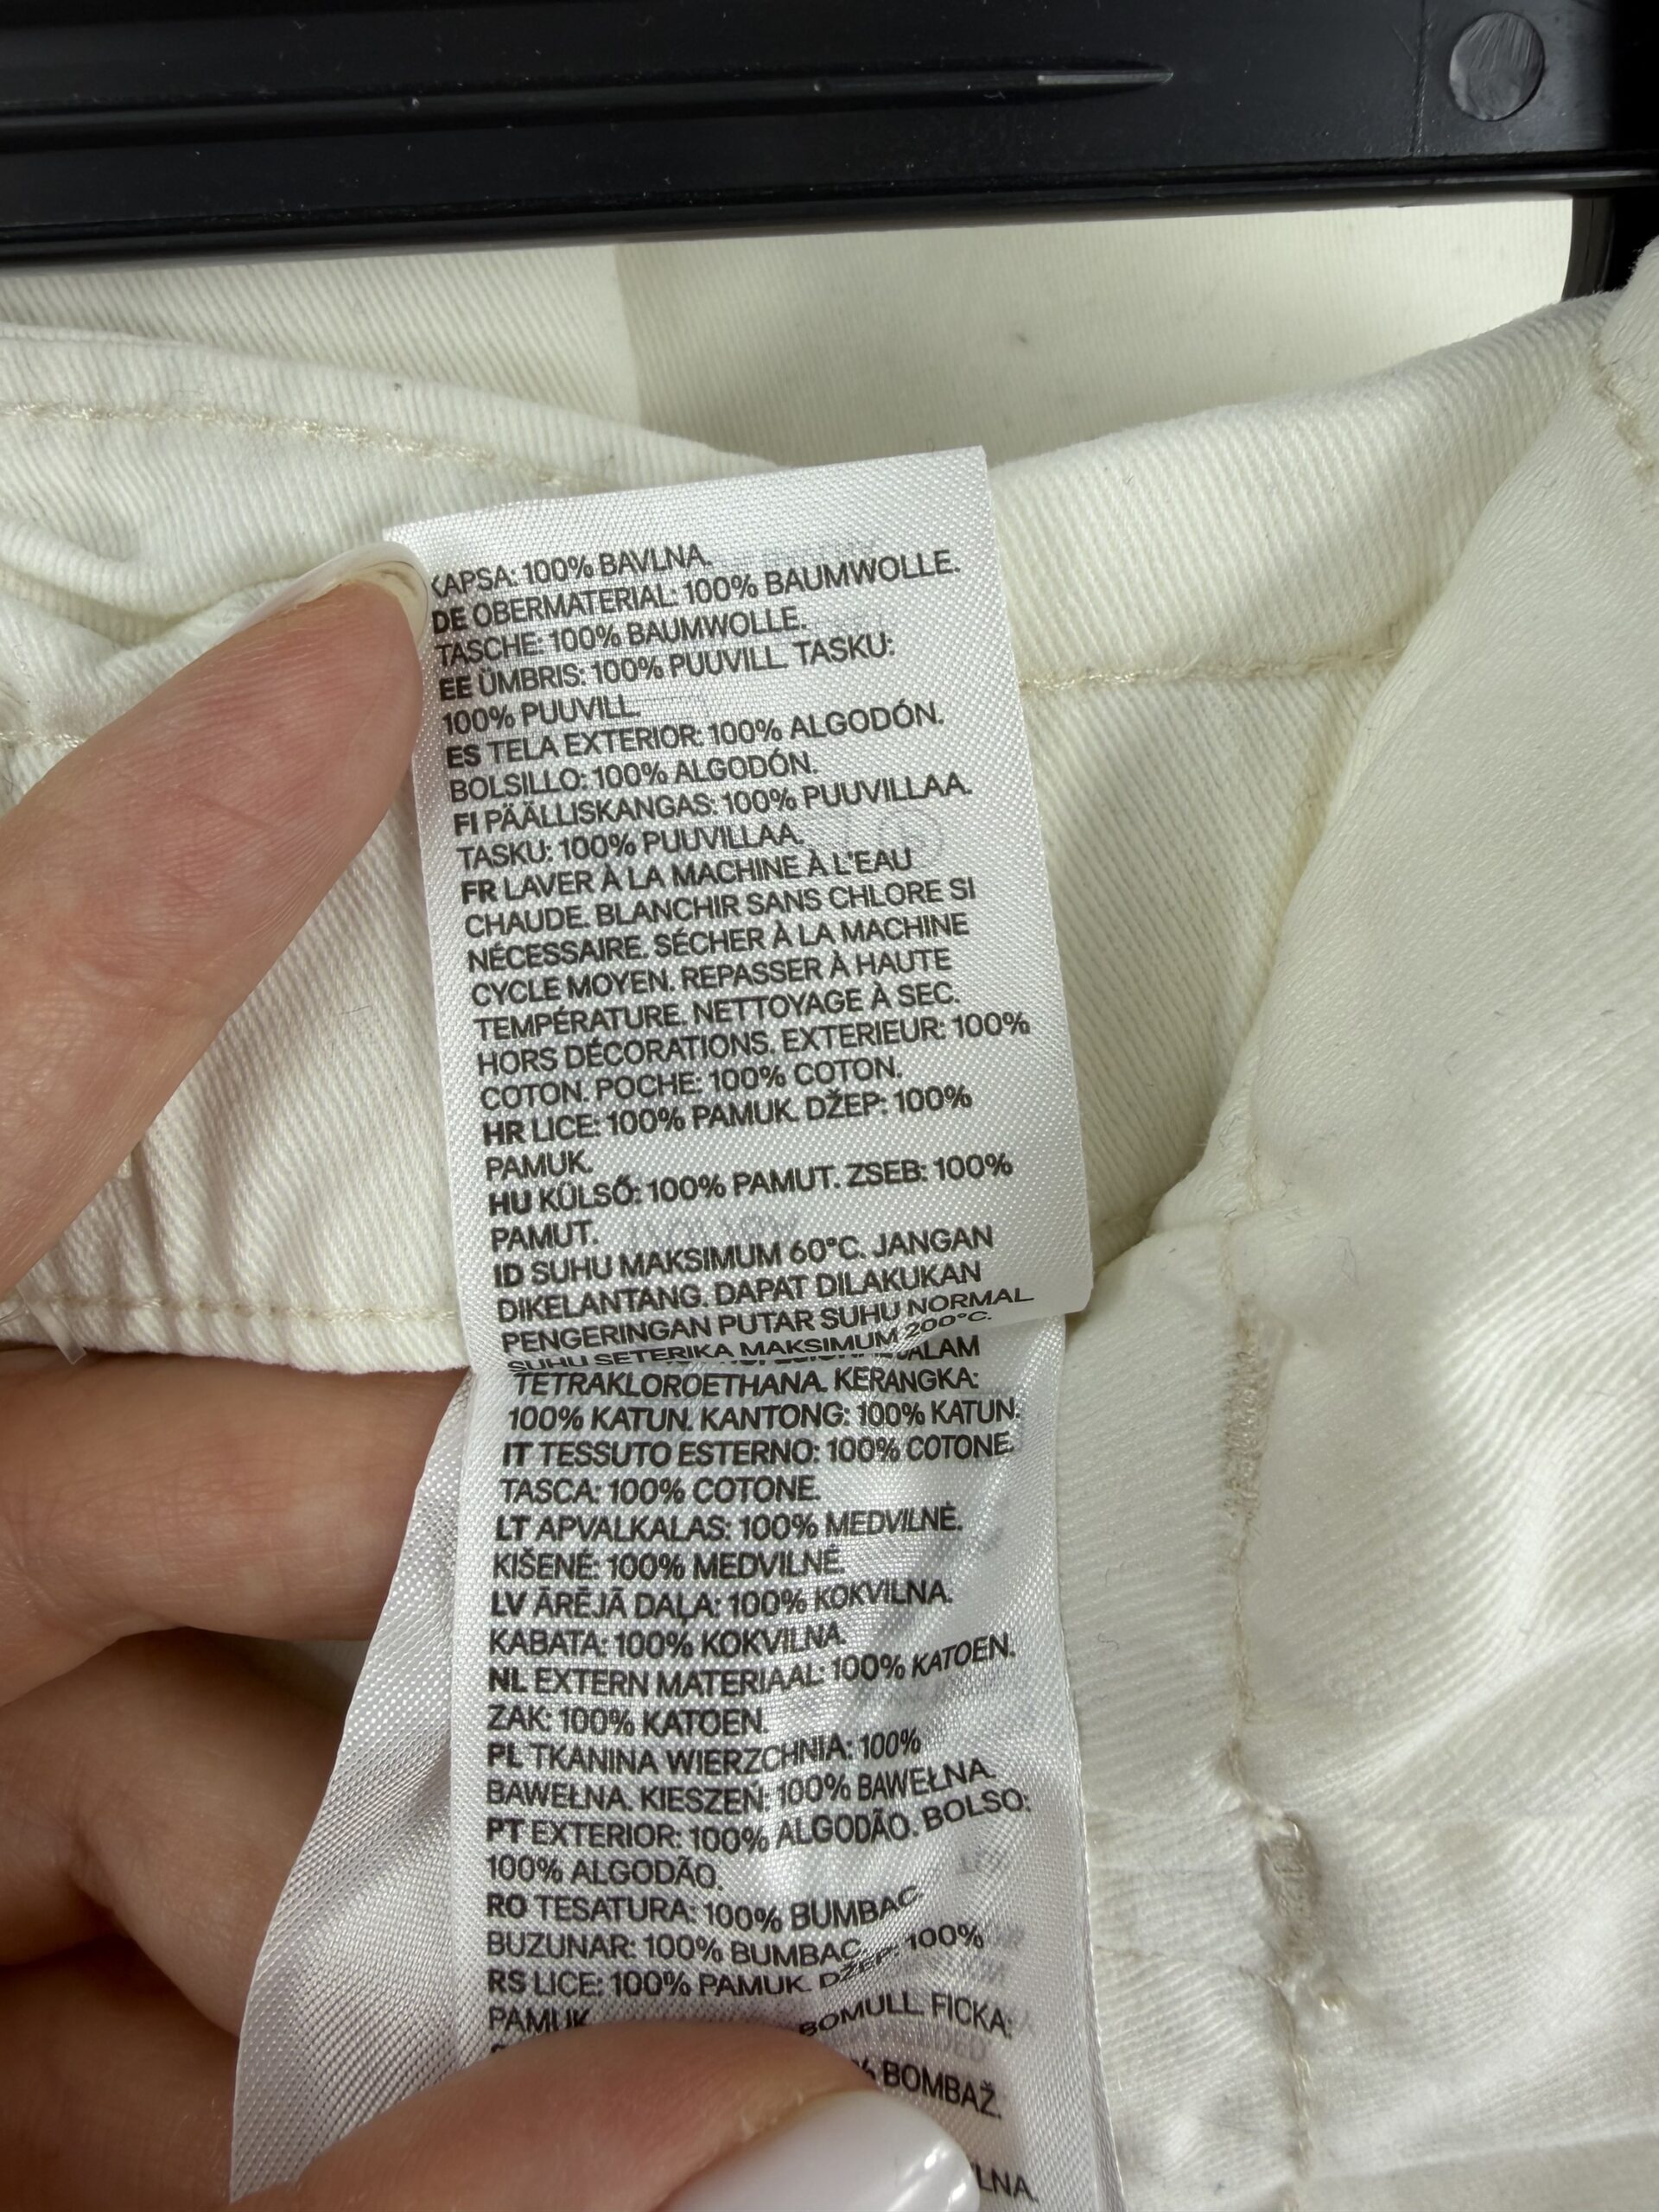 KAPSA: 100% BAVLNA.
DE OBERMATERIAL: 100% BAUMWOLLE.
TASCHE: 100% BAUMWOLLE.
EE ÜMBRIS: 100% PUUVILL. TASKU:
100% PUUVILL.
ES TELA EXTERIOR: 100% ALGODÓN.
BOLSILLO: 100% ALGODÓN.
FI PÄÄLLISKANGAS: 100% PUUVILLAA.
TASKU: 100% PUUVILLAA.
FR LAVER À LA MACHINE À L'EAU
CHAUDE. BLANCHIR SANS CHLORE SI
NÉCESSAIRE. SÉCHER À LA MACHINE
CYCLE MOYEN. REPASSER À HAUTE
TEMPÉRATURE. NETTOYAGE À SEC.
HORS DÉCORATIONS. EXTERIEUR: 100%
COTON. POCHE: 100% COTON.
HR LICE: 100% PAMUK. DŽEP: 100%
PAMUK.
HU KÜLSŐ: 100% PAMUT. ZSEB: 100%
PAMUT.
ID SUHU MAKSIMUM 60°C. JANGAN
DIKELANTANG. DAPAT DILAKUKAN
PENGERINGAN PUTAR SUHU NORMAL
SUHU SETERIKA MAKSIMUM 200°C.
DALAM
TETRAKLOROETHANA. KERANGKA:
100% KATUN. KANTONG: 100% KATUN.
IT TESSUTO ESTERNO: 100% COTONE.
TASCA: 100% COTONE.
LT APVALKALAS: 100% MEDVILNĖ.
KIŠENĖ: 100% MEDVILNĖ.
LV ĀRĒJĀ DAĻA: 100% KOKVILNA.
KABATA: 100% KOKVILNA.
NL EXTERN MATERIAAL: 100% KATOEN.
ZAK: 100% KATOEN.
PL TKANINA WIERZCHNIA: 100%
BAWEŁNA. KIESZEŃ: 100% BAWEŁNA.
PT EXTERIOR: 100% ALGODÃO. BOLSO:
100% ALGODÃO.
RO TESATURA: 100% BUMBAC.
BUZUNAR: 100% BUMBAC.
RS LICE: 100% PAMUK. DŽEP: 100%
PAMUK
BOMULL. FICKA:
% BOMBAŽ.
LNA.